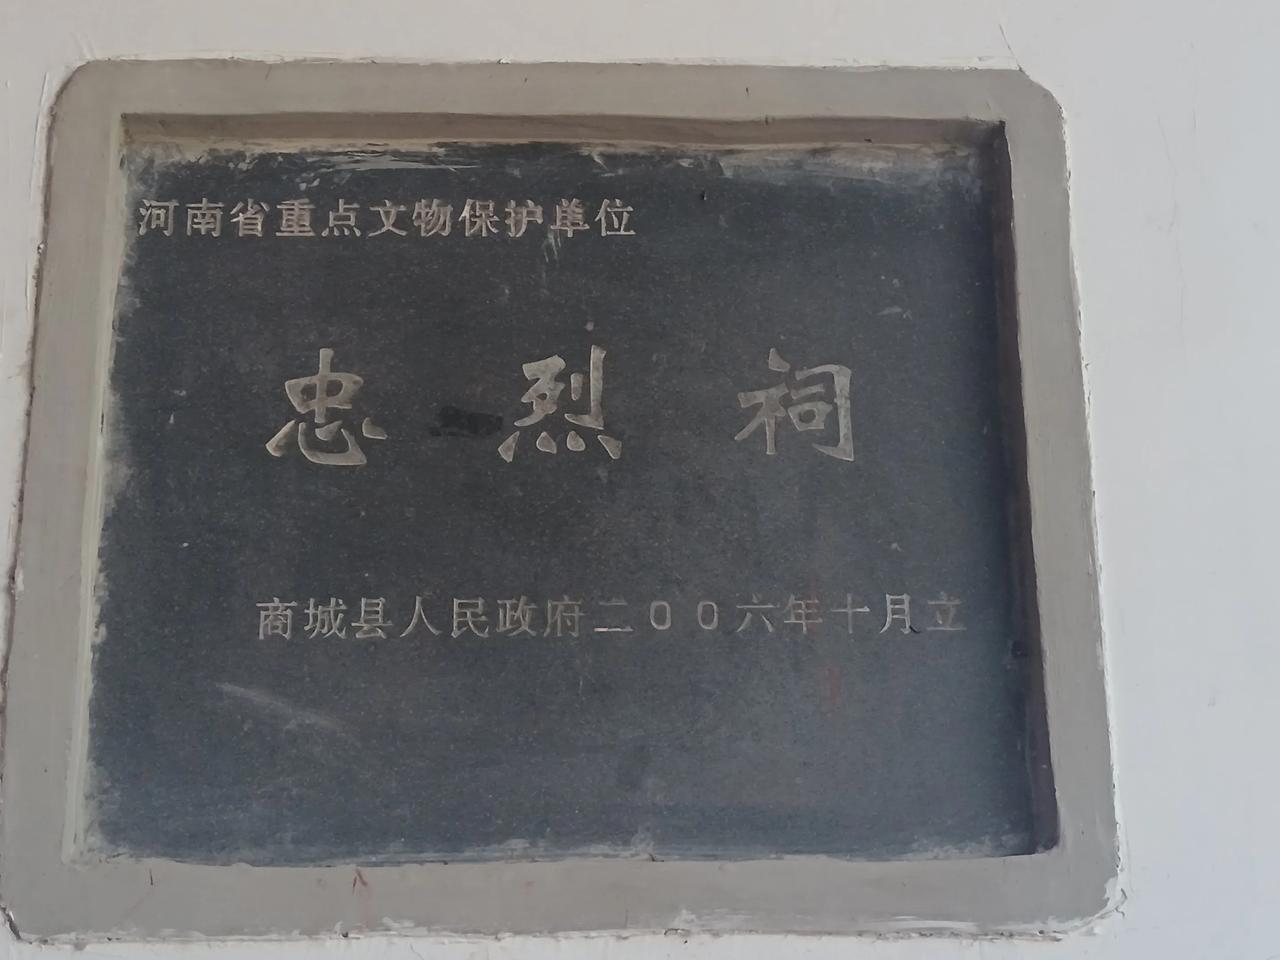 河南省重点文物保护单位
忠烈祠
商城县人民政府二00六年十月立